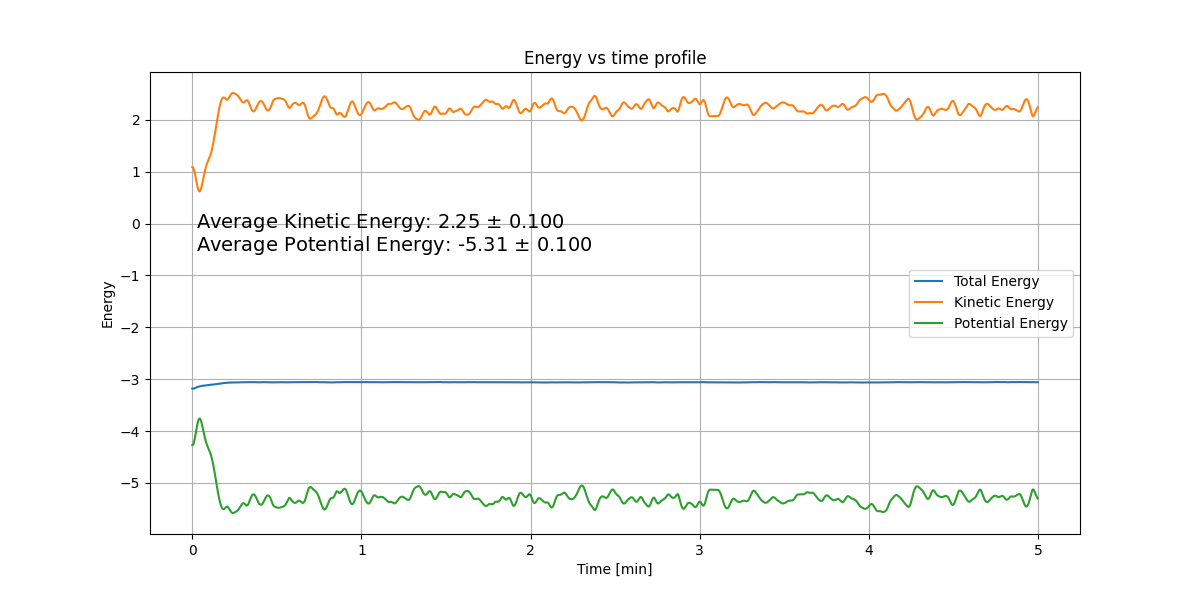 Energy vs time profile
Energy
2
1
0
−1
−2
−3
−4
−5
Average Kinetic Energy: 2.25 ± 0.100
Average Potential Energy: -5.31 ± 0.100
Total Energy
Kinetic Energy
Potential Energy
0 1 2 3 4 5
Time [min]